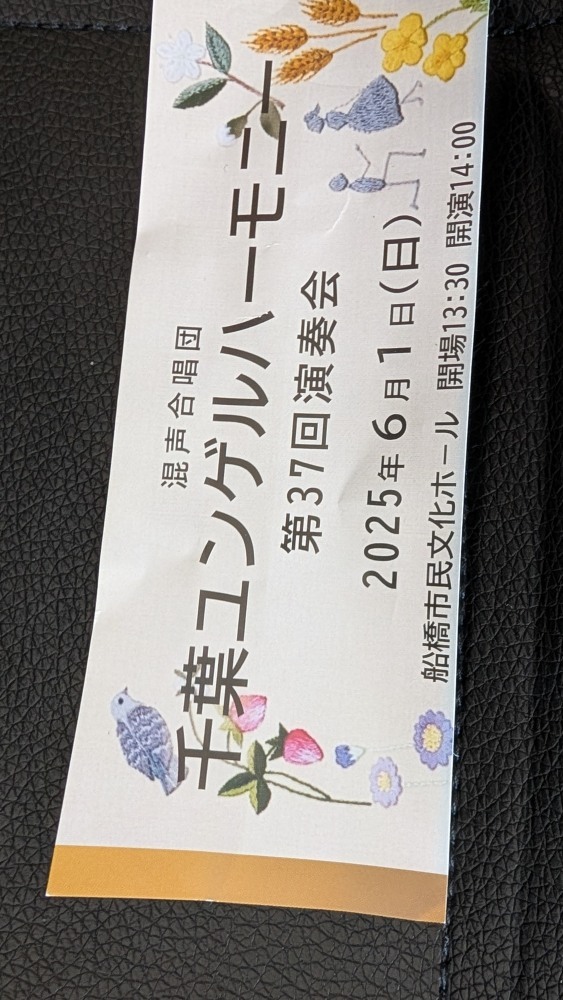 混声合唱団
千葉ユンゲルハーモニー
第37回演奏会
2025年6月1日(日)
船橋市民文化ホール 開場13:30 開演14:00